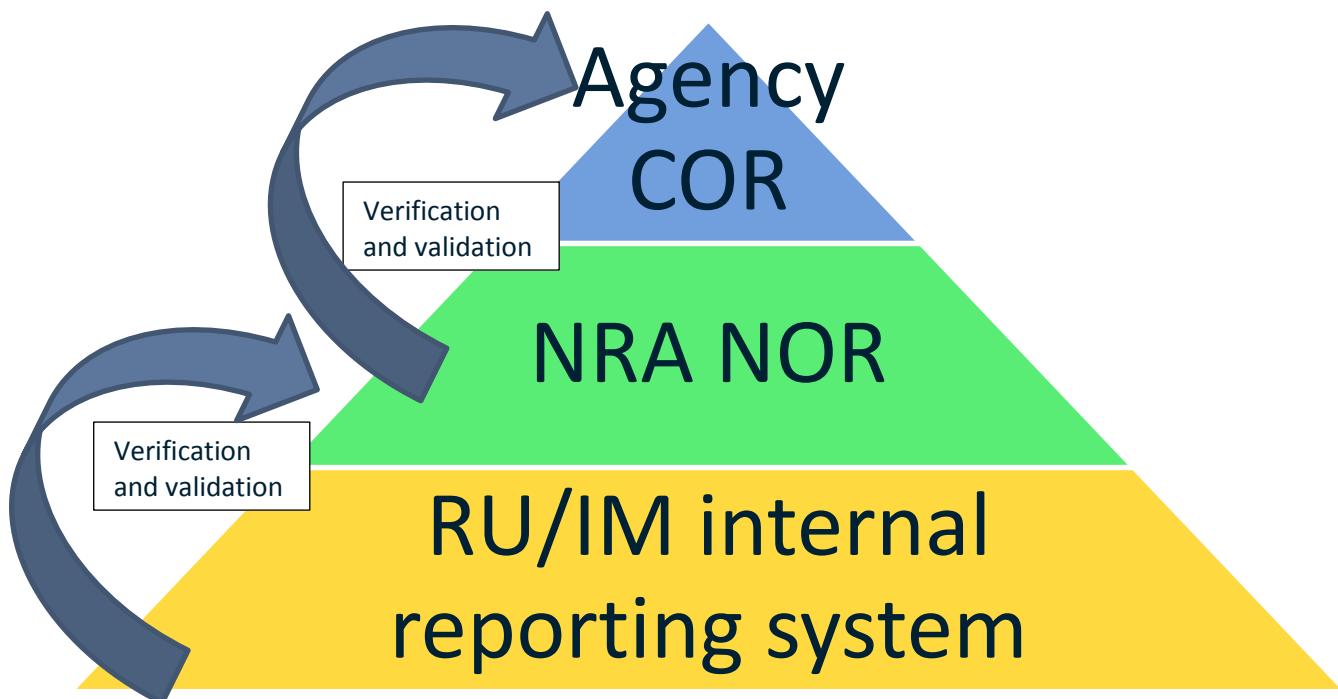 Agency
COR
Verification
and validation
NRA NOR
Verification
and validation
RU/IM internal
reporting system